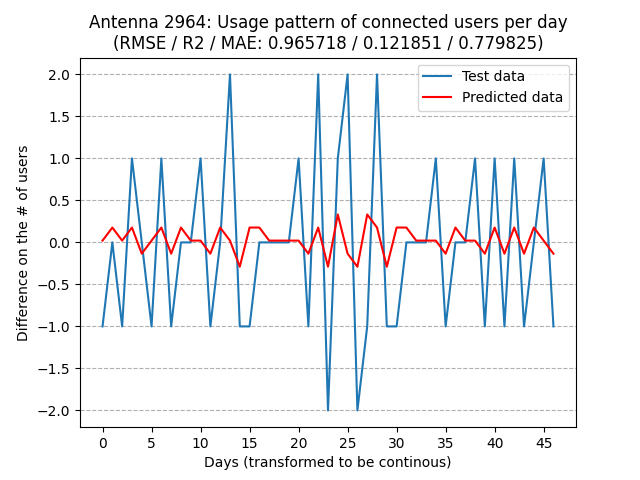 Antenna 2964: Usage pattern of connected users per day
(RMSE / R2 / MAE: 0.965718 / 0.121851 / 0.779825)
Test data
Predicted data
2.0
1.5
1.0
0.5
0.0
−0.5
−1.0
−1.5
−2.0
Difference on the # of users
0 5 10 15 20 25 30 35 40 45
Days (transformed to be continous)